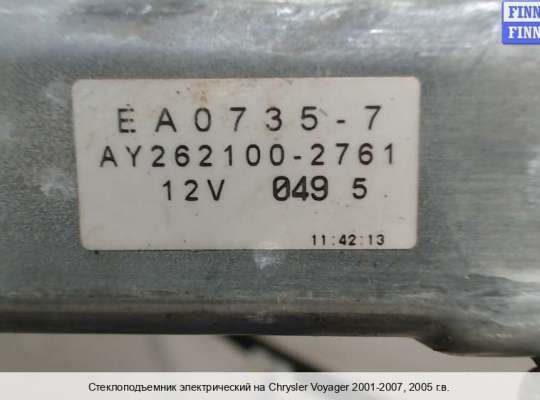 FINN
FINN
EA0735-7
AY262100-2761
12V 049 5
11:42:13
Стеклоподъемник электрический на Chrysler Voyager 2001-2007, 2005 г.в.